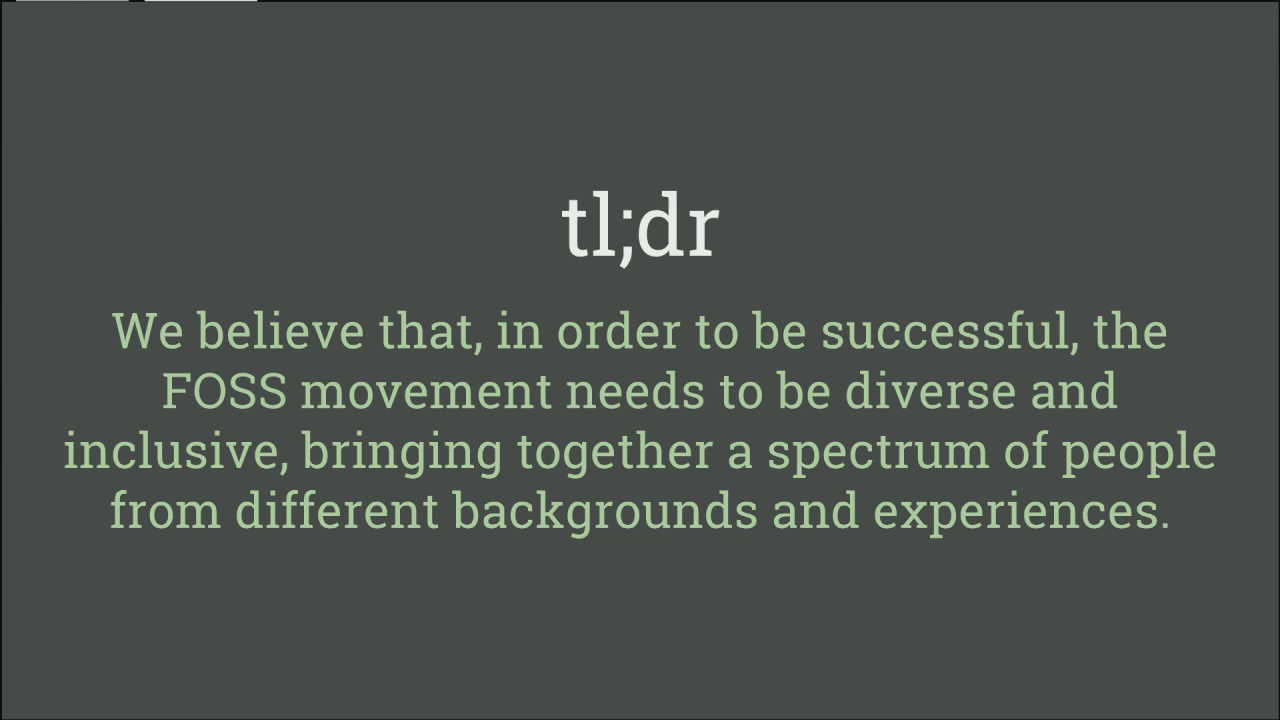 tl;dr
We believe that, in order to be successful, the
FOSS movement needs to be diverse and
inclusive, bringing together a spectrum of people
from different backgrounds and experiences.